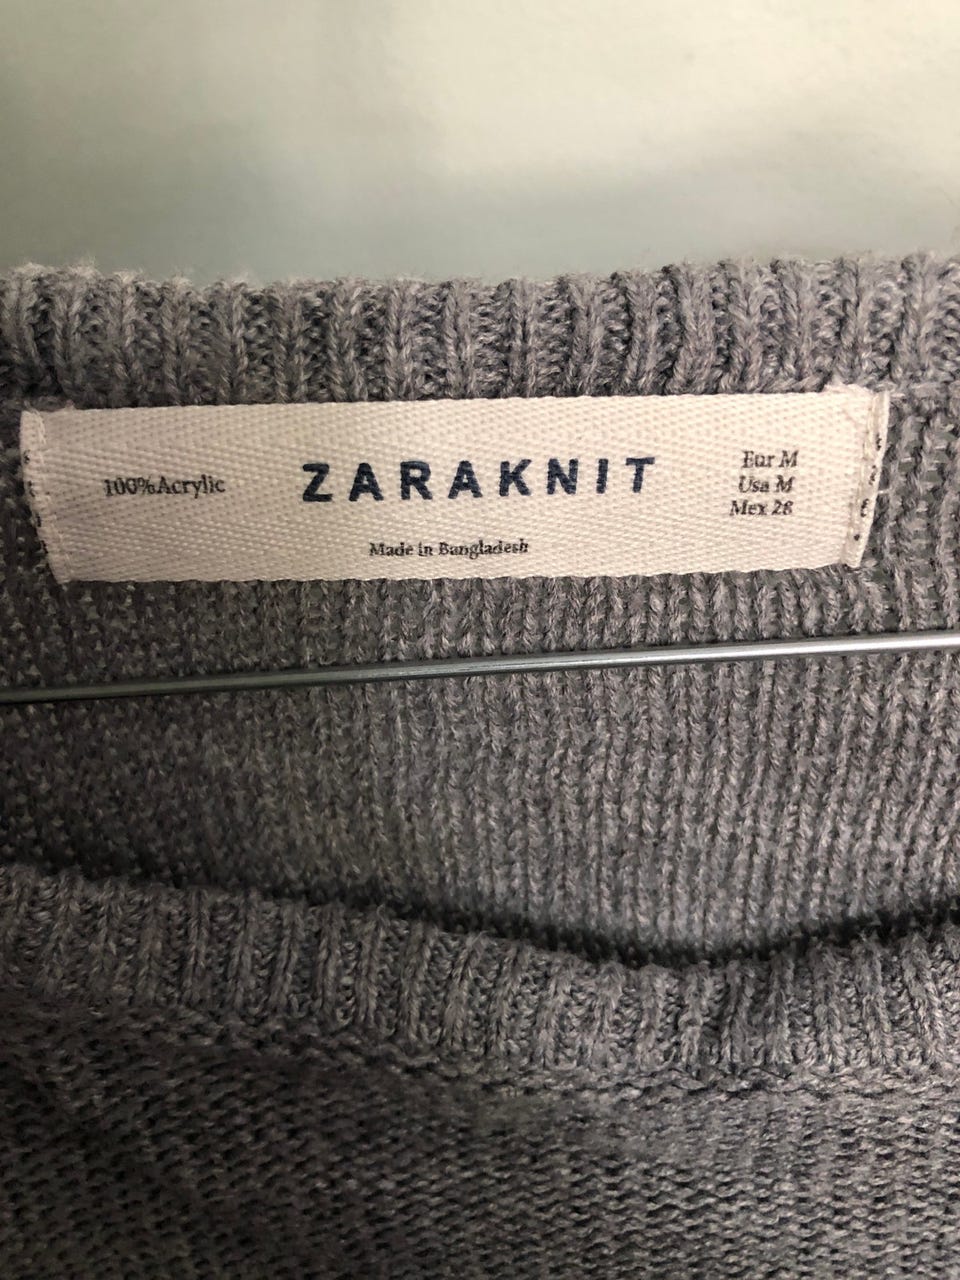 100%Acrylic
ZARAKNIT
Eur M
Usa M
Mex 28
Made in Bangladesh